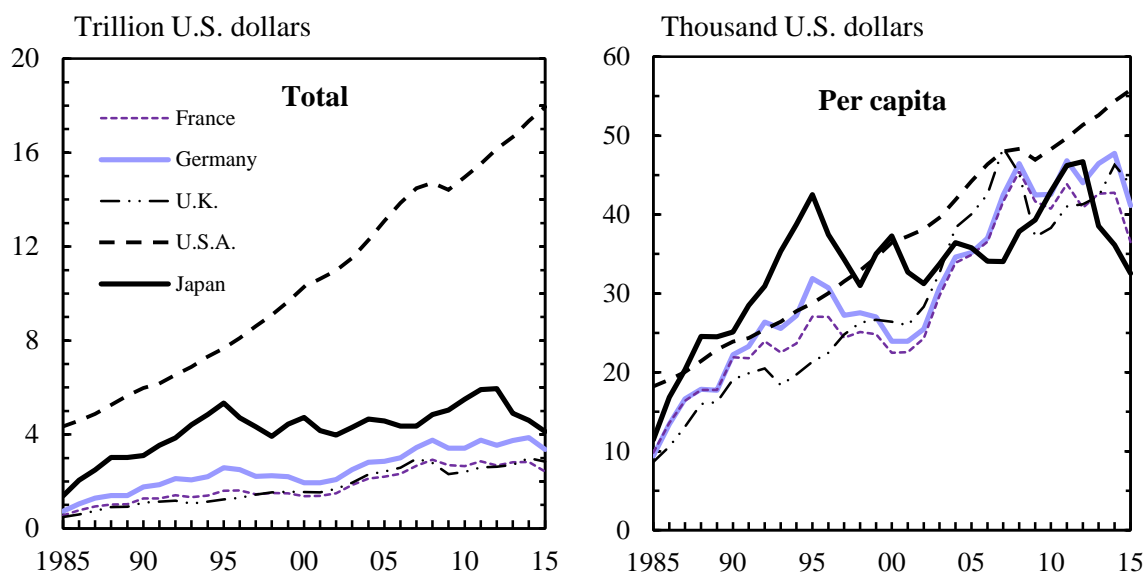 Trillion U.S. dollars
20
16
12
8
4
0
Total
France
Germany
U.K.
U.S.A.
Japan
1985 90 95 00 05 10 15
Thousand U.S. dollars
60
50
40
30
20
10
0
Per capita
1985 90 95 00 05 10 15